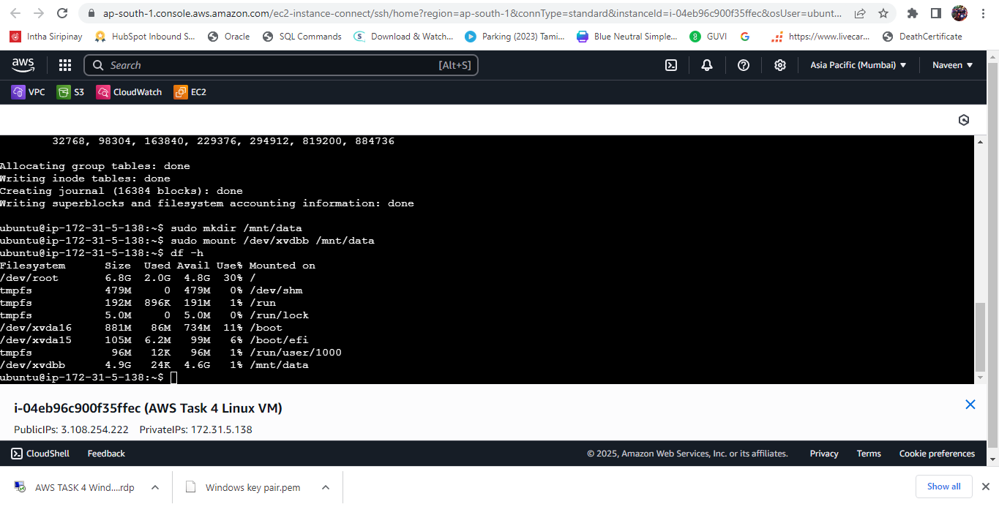 ap-south-1.console.aws.amazon.com/ec2-instance-connect/ssh/home?region=ap-south-1&connType=standard&instanceId=i-04eb96c900f35ffec&osUser=ubunt...
Intha Siripinay HubSpot Inbound S... Oracle SQL Commands Download & Watch... Parking (2023) Tami... Blue Neutral Simple... GUVI https://www.livecar... DeathCertificate
aws Search [Alt+S] Asia Pacific (Mumbai) Naveen
VPC S3 CloudWatch EC2
32768, 98304, 163840, 229376, 294912, 819200, 884736
Allocating group tables: done
Writing inode tables: done
Creating journal (16384 blocks): done
Writing superblocks and filesystem accounting information: done
ubuntu@ip-172-31-5-138:~$ sudo mkdir /mnt/data
ubuntu@ip-172-31-5-138:~$ sudo mount /dev/xvdbb /mnt/data
ubuntu@ip-172-31-5-138:~$ df -h
Filesystem Size Used Avail Use% Mounted on
/dev/root 6.8G 2.0G 4.8G 30% /
tmpfs 479M 0 479M 0% /dev/shm
tmpfs 192M 896K 191M 1% /run
tmpfs 5.0M 0 5.0M 0% /run/lock
/dev/xvda16 881M 86M 734M 11% /boot
/dev/xvda15 105M 6.2M 99M 6% /boot/efi
tmpfs 96M 12K 96M 1% /run/user/1000
/dev/xvdbb 4.9G 24K 4.6G 1% /mnt/data
ubuntu@ip-172-31-5-138:~$
i-04eb96c900f35ffec (AWS Task 4 Linux VM)
PublicIPs: 3.108.254.222 PrivateIPs: 172.31.5.138
CloudShell Feedback © 2025, Amazon Web Services, Inc. or its affiliates. Privacy Terms Cookie preferences
AWS TASK 4 Wind....rdp Windows key pair.pem Show all